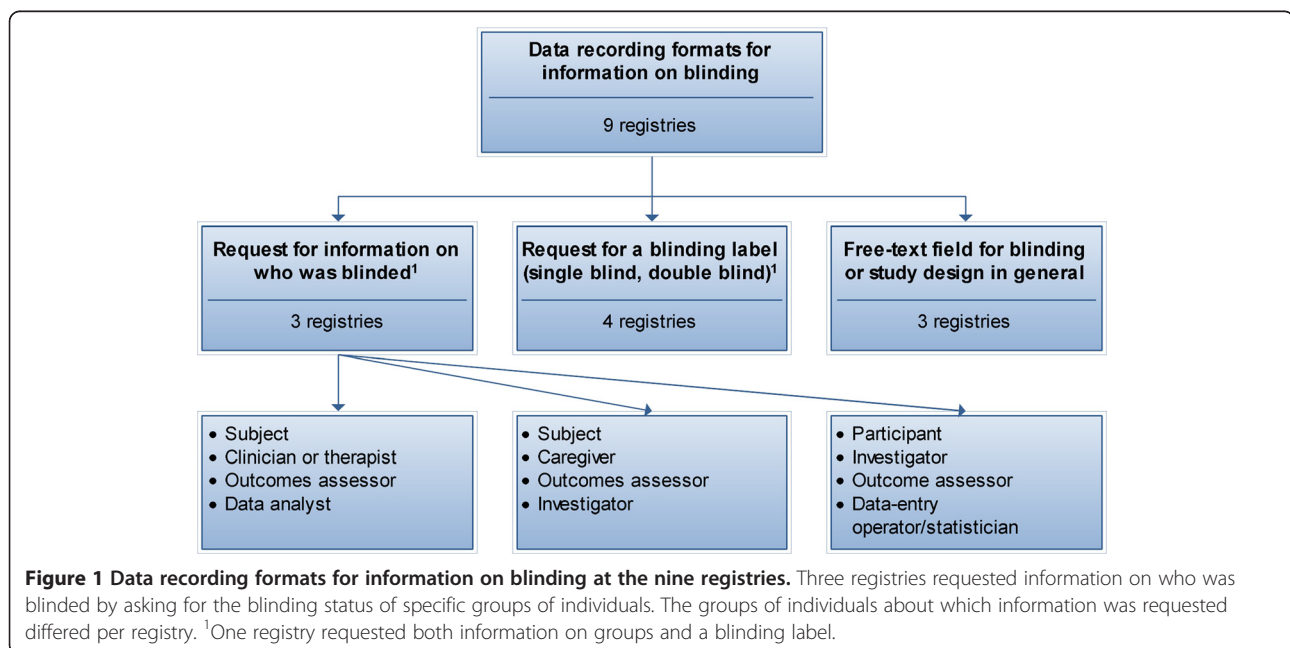 Data recording formats for
information on blinding
9 registries
Request for information on
who was blinded¹
3 registries
Request for a blinding label
(single blind, double blind)¹
4 registries
Free-text field for blinding
or study design in general
3 registries
• Subject
• Clinician or therapist
• Outcomes assessor
• Data analyst
• Subject
• Caregiver
• Outcomes assessor
• Investigator
• Participant
• Investigator
• Outcome assessor
• Data-entry
operator/statistician
Figure 1 Data recording formats for information on blinding at the nine registries. Three registries requested information on who was
blinded by asking for the blinding status of specific groups of individuals. The groups of individuals about which information was requested
differed per registry. ¹One registry requested both information on groups and a blinding label.